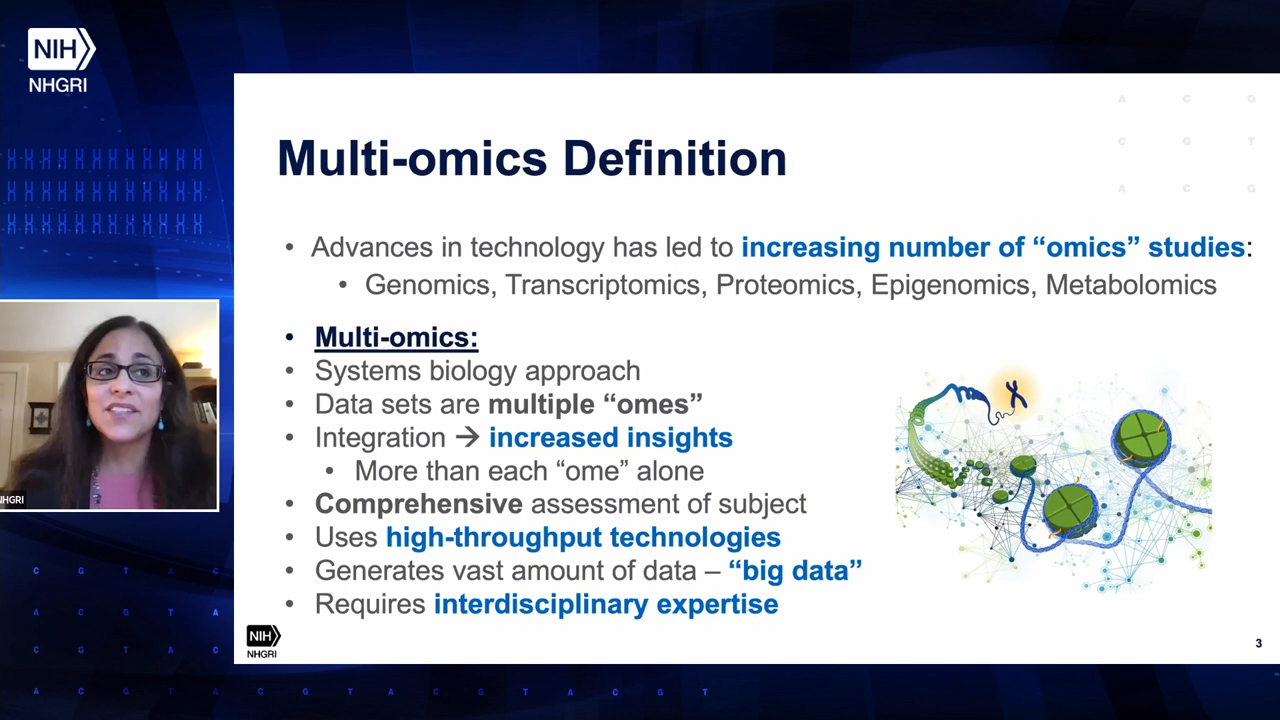 NIH
NHGRI
A C G
C G T
A C G
Multi-omics Definition
• Advances in technology has led to increasing number of “omics” studies:
• Genomics, Transcriptomics, Proteomics, Epigenomics, Metabolomics
• Multi-omics:
• Systems biology approach
• Data sets are multiple “omes”
• Integration → increased insights
• More than each “ome” alone
• Comprehensive assessment of subject
• Uses high-throughput technologies
• Generates vast amount of data – “big data”
• Requires interdisciplinary expertise
NIH
NHGRI
3
NHGRI
C G T A C
A C G T A
C G T A C
A C G T A C G T A C G T A C G T